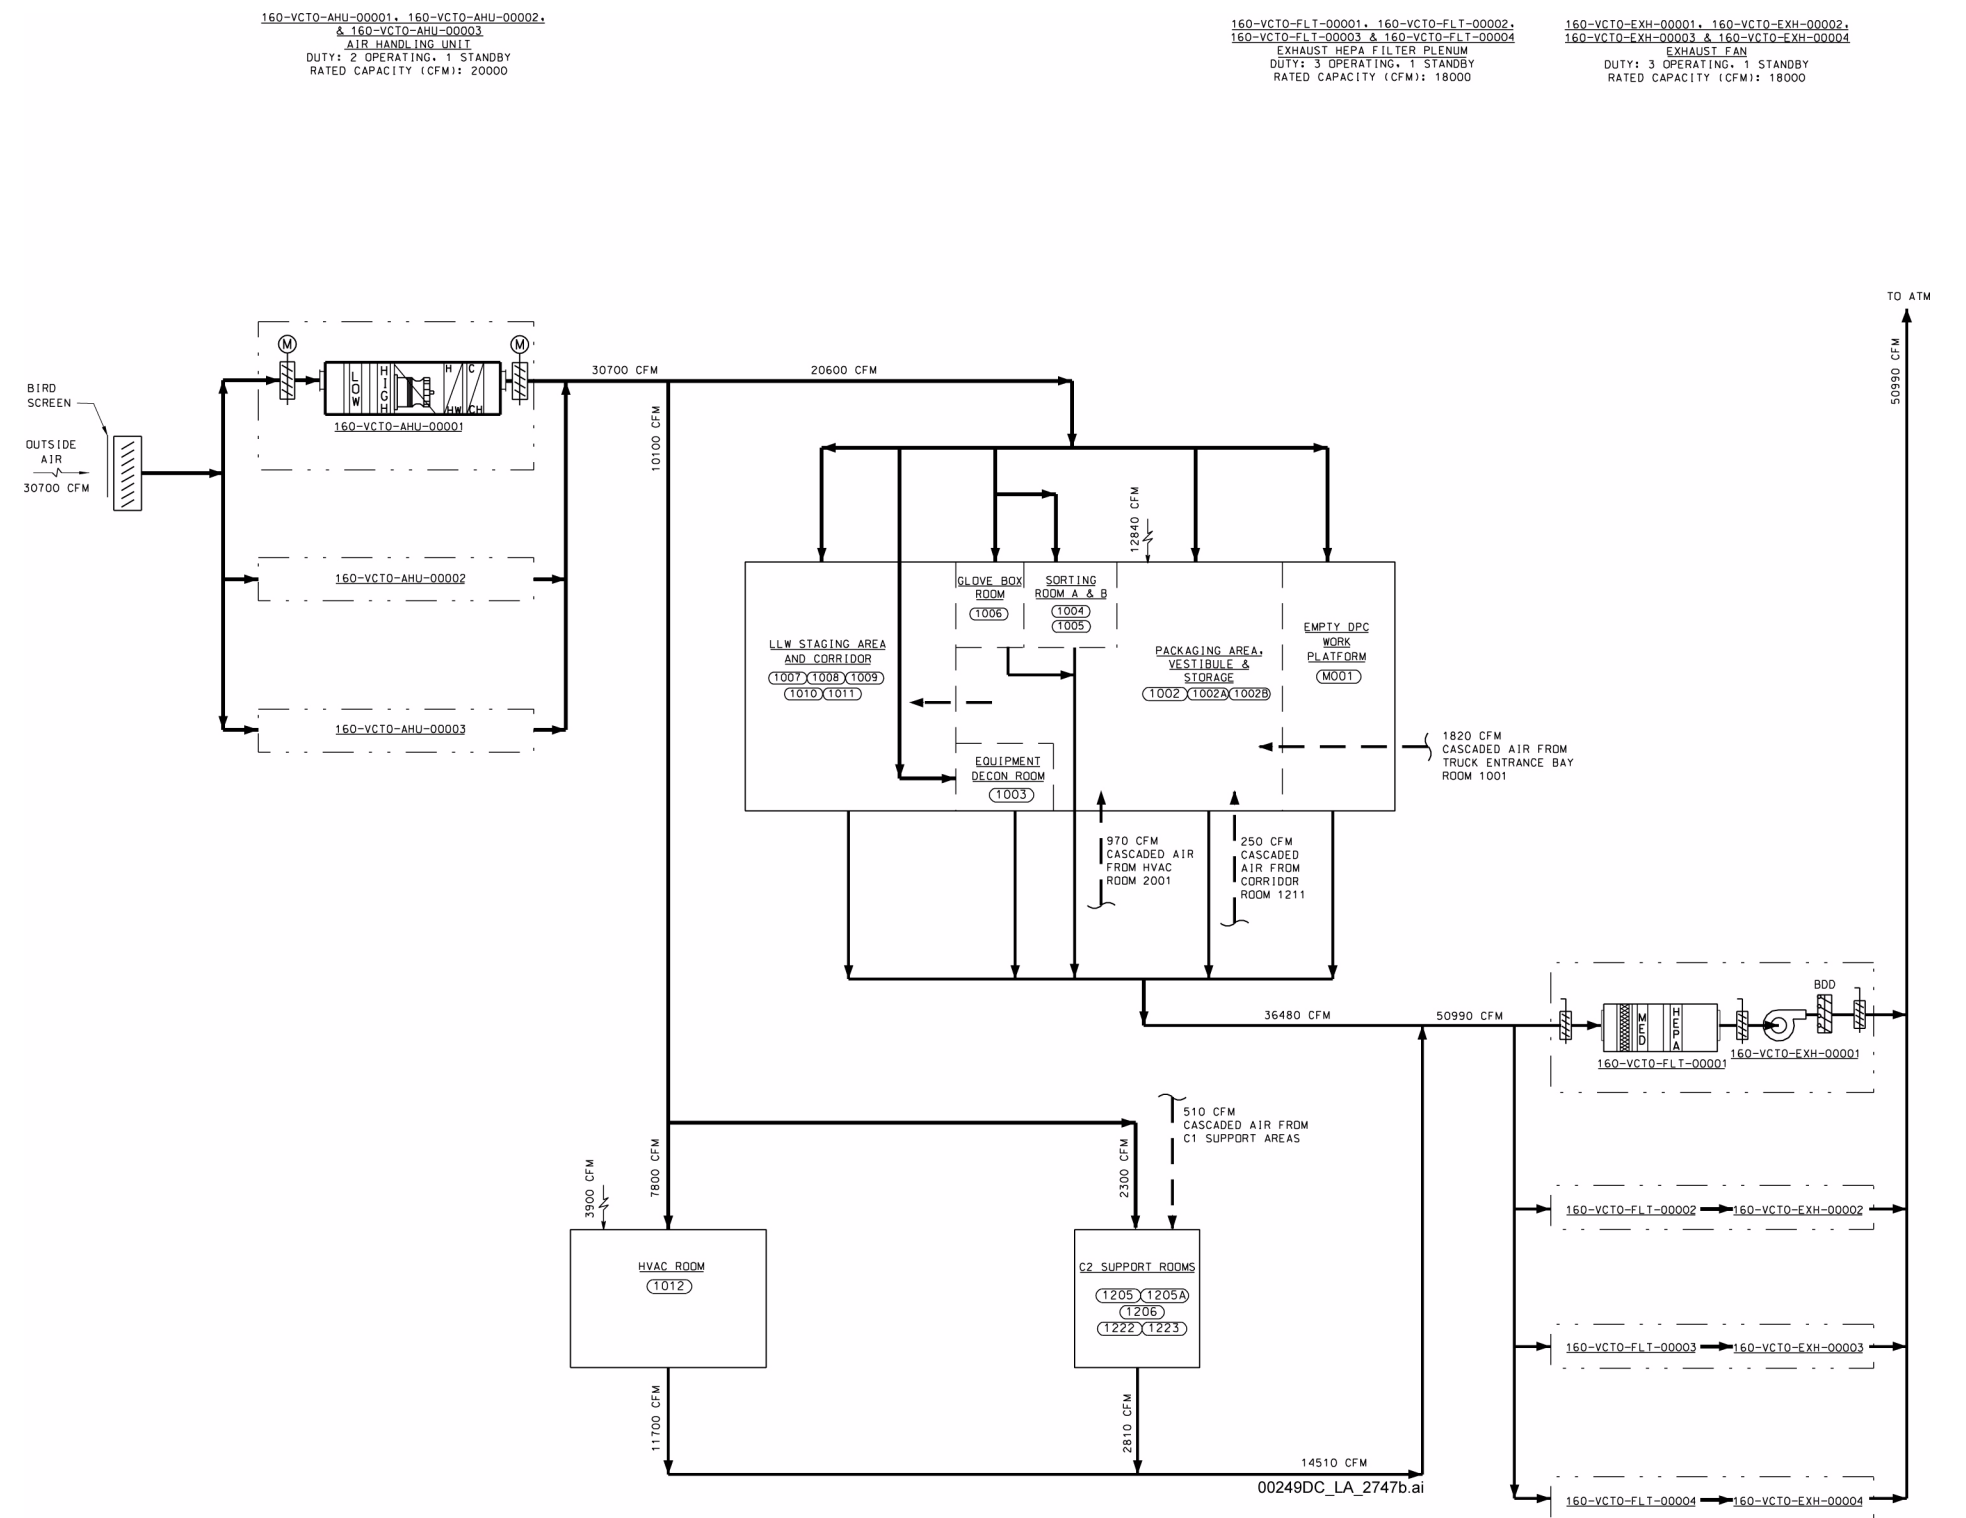 160-VCTO-AHU-00001, 160-VCTO-AHU-00002,
& 160-VCTO-AHU-00003
AIR HANDLING UNIT
DUTY: 2 OPERATING, 1 STANDBY
RATED CAPACITY (CFM): 20000
160-VCTO-FLT-00001, 160-VCTO-FLT-00002,
160-VCTO-FLT-00003 & 160-VCTO-FLT-00004
EXHAUST HEPA FILTER PLENUM
DUTY: 3 OPERATING, 1 STANDBY
RATED CAPACITY (CFM): 18000
160-VCTO-EXH-00001, 160-VCTO-EXH-00002,
160-VCTO-EXH-00003 & 160-VCTO-EXH-00004
EXHAUST FAN
DUTY: 3 OPERATING, 1 STANDBY
RATED CAPACITY (CFM): 18000
TO ATM
50990 CFM
M
M
BIRD
SCREEN
OUTSIDE
AIR
30700 CFM
LOW
HIGH
H
HW
C
CH
160-VCTO-AHU-00001
160-VCTO-AHU-00002
160-VCTO-AHU-00003
30700 CFM
20600 CFM
10100 CFM
12840 CFM
GLOVE BOX
ROOM
1006
SORTING
ROOM A & B
1004
1005
LLW STAGING AREA
AND CORRIDOR
1007 1008 1009
1010 1011
PACKAGING AREA,
VESTIBULE &
STORAGE
1002 1002A 1002B
EMPTY DPC
WORK
PLATFORM
M001
EQUIPMENT
DECON ROOM
1003
1820 CFM
CASCADED AIR FROM
TRUCK ENTRANCE BAY
ROOM 1001
970 CFM
CASCADED AIR
FROM HVAC
ROOM 2001
250 CFM
CASCADED
AIR FROM
CORRIDOR
ROOM 1211
36480 CFM
50990 CFM
MED
HEPA
BDD
160-VCTO-FLT-00001
160-VCTO-EXH-00001
160-VCTO-FLT-00002
160-VCTO-EXH-00002
160-VCTO-FLT-00003
160-VCTO-EXH-00003
160-VCTO-FLT-00004
160-VCTO-EXH-00004
510 CFM
CASCADED AIR FROM
C1 SUPPORT AREAS
3900 CFM
7800 CFM
2300 CFM
HVAC ROOM
1012
C2 SUPPORT ROOMS
1205 1205A
1206
1222 1223
11700 CFM
2810 CFM
14510 CFM
00249DC_LA_2747b.ai